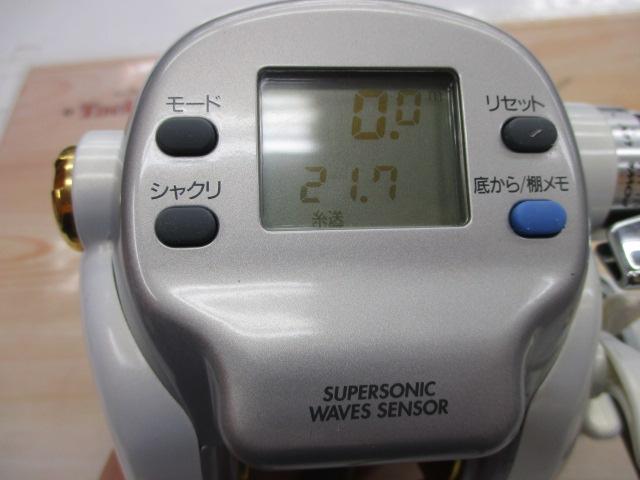 モード
リセット
0.0 m
シャクリ
21.7
底から/棚メモ
糸送
SUPERSONIC
WAVES SENSOR